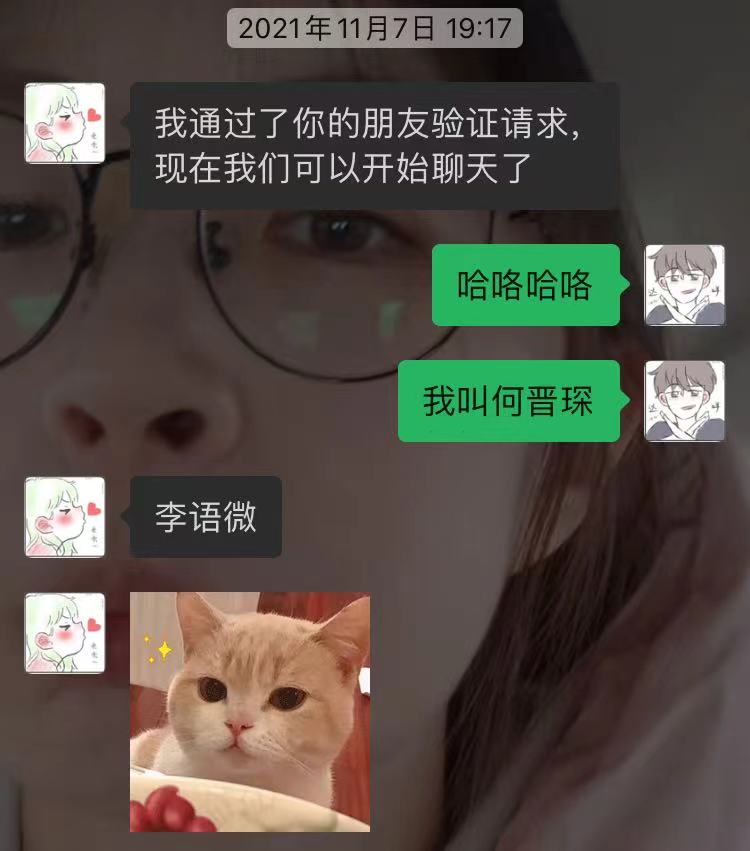 2021年11月7日 19:17
我通过了你的朋友验证请求，
现在我们可以开始聊天了
哈咯哈咯
我叫何晋琛
李语微